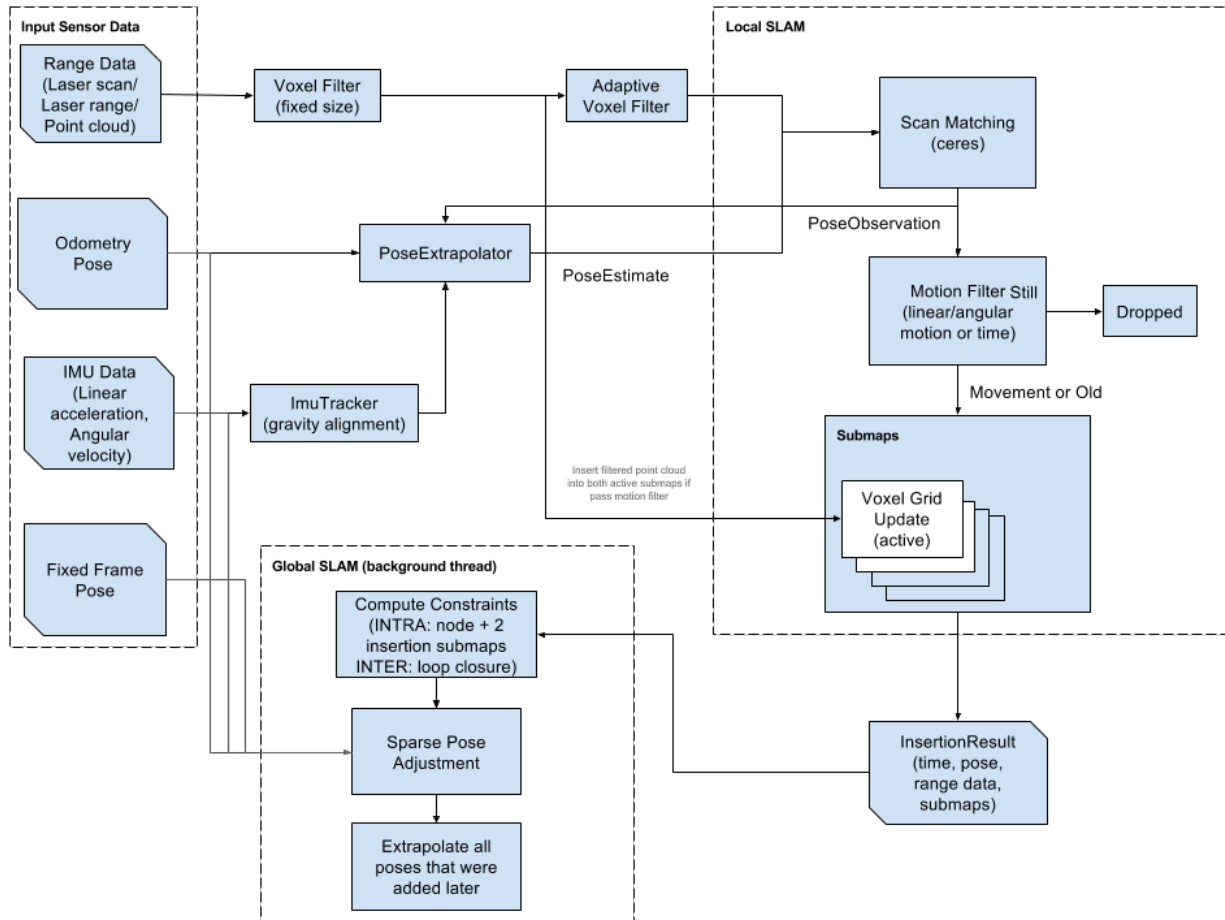 Input Sensor Data
Range Data
(Laser scan/
Laser range/
Point cloud)
Voxel Filter
(fixed size)
Adaptive
Voxel Filter
Local SLAM
Scan Matching
(ceres)
PoseObservation
Odometry
Pose
PoseExtrapolator
PoseEstimate
Motion Filter
(linear/angular
motion or time)
Still
Dropped
IMU Data
(Linear
acceleration,
Angular
velocity)
ImuTracker
(gravity alignment)
Movement or Old
Submaps
Insert filtered point cloud
into both active submaps if
pass motion filter
Voxel Grid
Update
(active)
Fixed Frame
Pose
Global SLAM (background thread)
Compute Constraints
(INTRA: node + 2
insertion submaps
INTER: loop closure)
Sparse Pose
Adjustment
InsertionResult
(time, pose,
range data,
submaps)
Extrapolate all
poses that were
added later